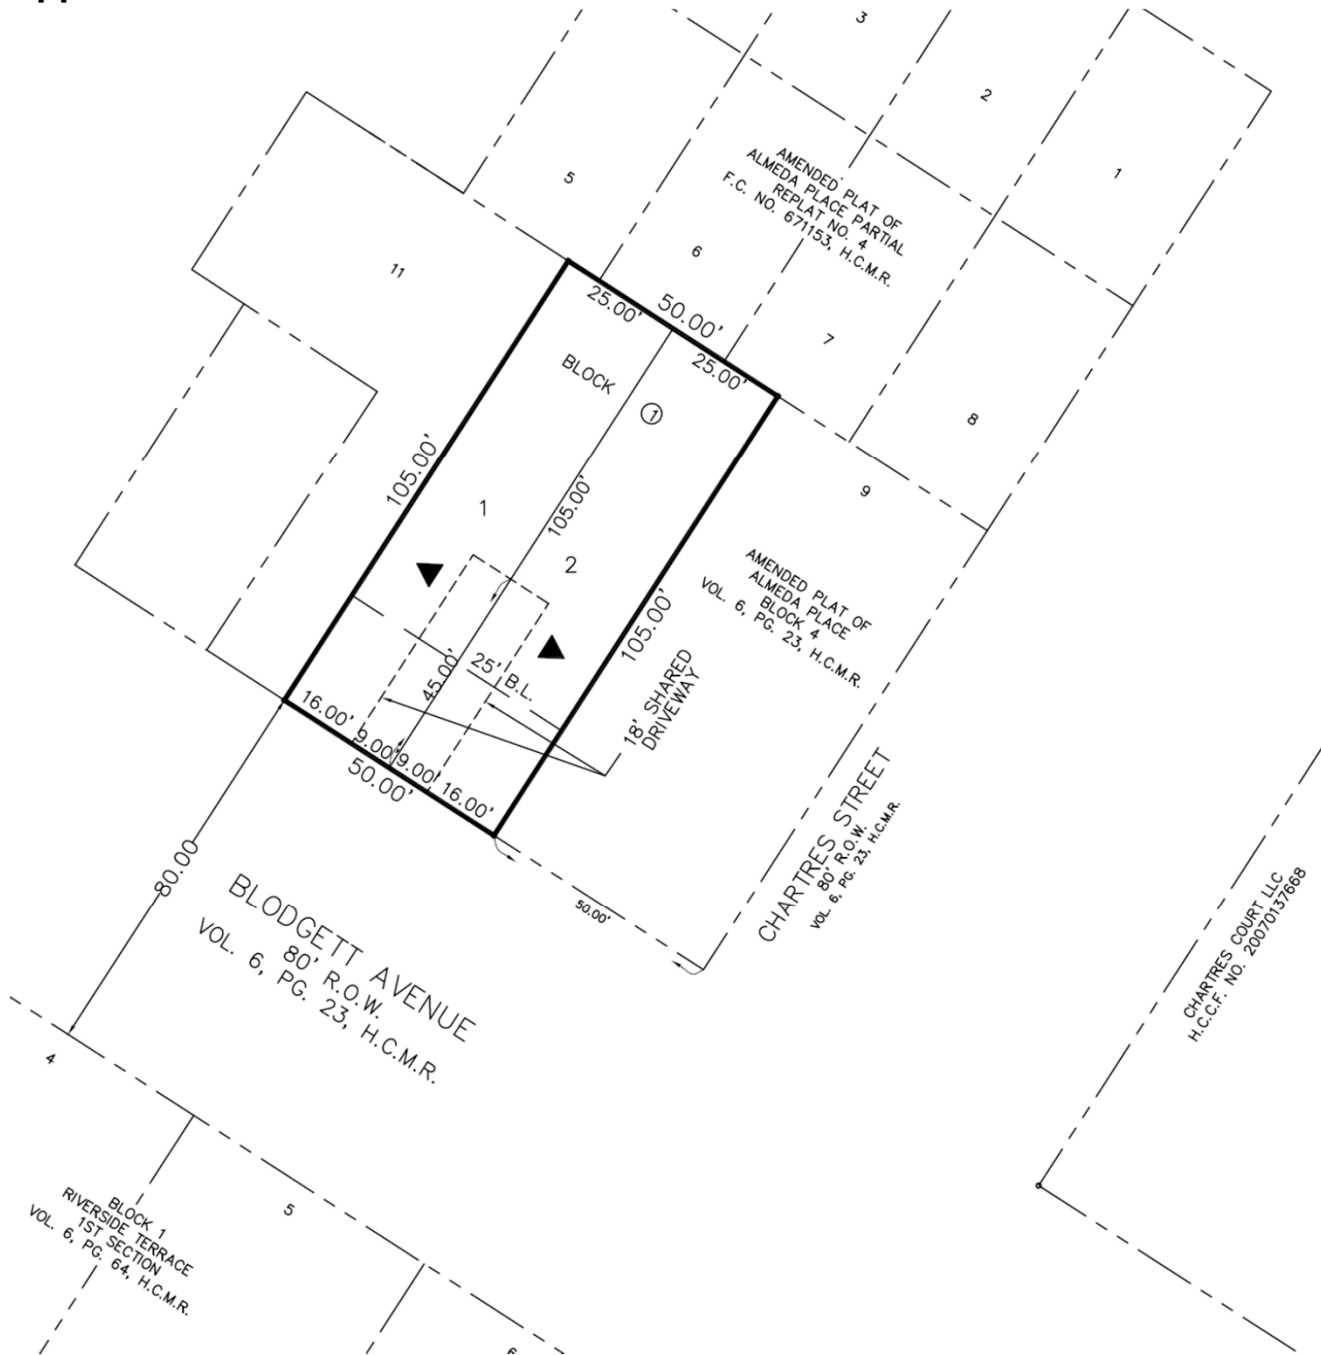 3
2
1
5
AMENDED PLAT OF
ALMEDA PLACE PARTIAL
REPLAT NO. 4
F.C. NO. 671153, H.C.M.R.
6
11
7
25.00'
50.00'
25.00'
BLOCK
1
8
9
105.00'
1
105.00'
2
AMENDED PLAT OF
ALMEDA PLACE
BLOCK 4
VOL. 6, PG. 23, H.C.M.R.
105.00'
45.00'
25' B.L.
18' SHARED
DRIVEWAY
16.00'
9.00'
9.00'
16.00'
50.00'
80.00
BLODGETT AVENUE
80' R.O.W.
VOL. 6, PG. 23, H.C.M.R.
50.00'
CHARTRES STREET
80' R.O.W.
VOL. 6, PG. 23, H.C.M.R.
CHARTRES COURT LLC
H.C.C.F. NO. 20070137668
4
5
BLOCK 1
RIVERSIDE TERRACE
1ST SECTION
VOL. 6, PG. 64, H.C.M.R.